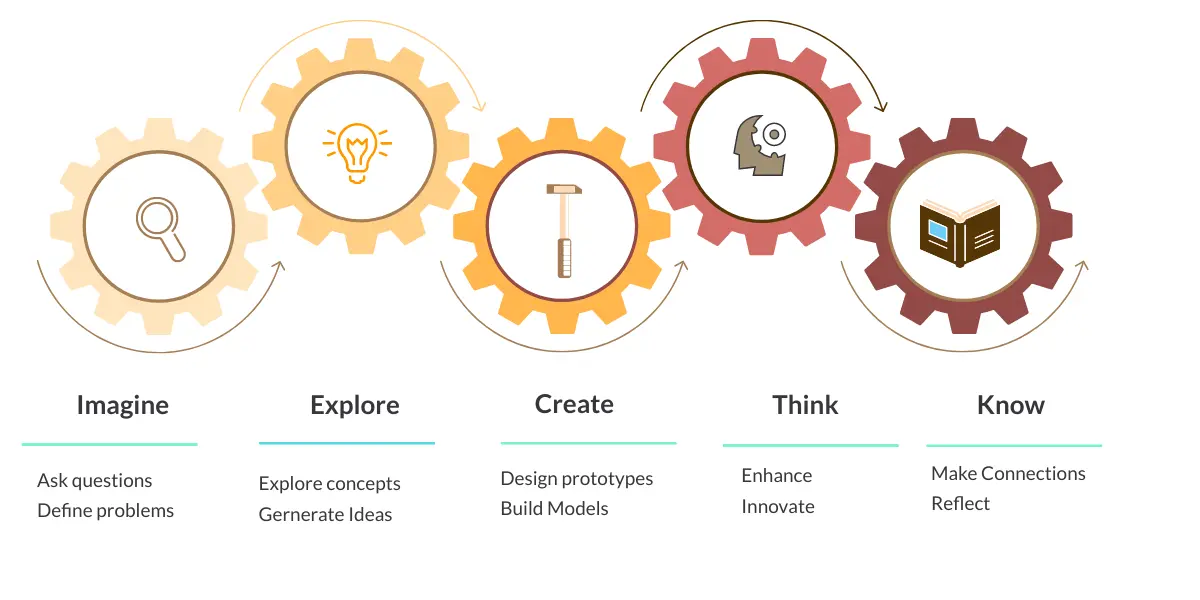 Imagine
Ask questions
Define problems
Explore
Explore concepts
Gernerate Ideas
Create
Design prototypes
Build Models
Think
Enhance
Innovate
Know
Make Connections
Reflect